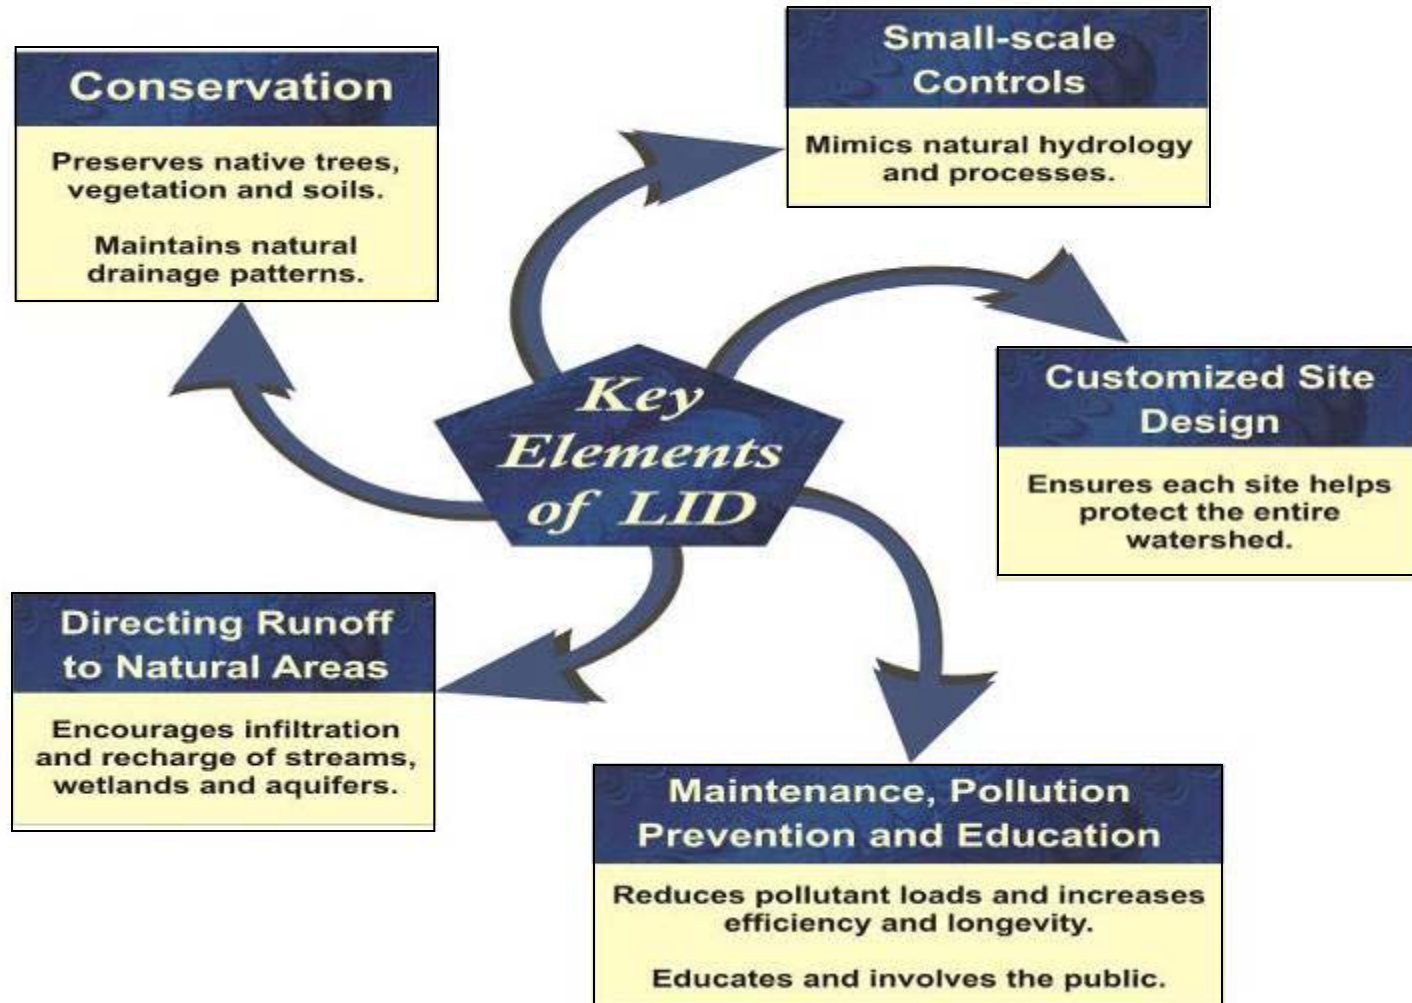 Conservation
Preserves native trees,
vegetation and soils.
Maintains natural
drainage patterns.
Small-scale
Controls
Mimics natural hydrology
and processes.
Customized Site
Design
Ensures each site helps
protect the entire
watershed.
Key
Elements
of LID
Directing Runoff
to Natural Areas
Encourages infiltration
and recharge of streams,
wetlands and aquifers.
Maintenance, Pollution
Prevention and Education
Reduces pollutant loads and increases
efficiency and longevity.
Educates and involves the public.